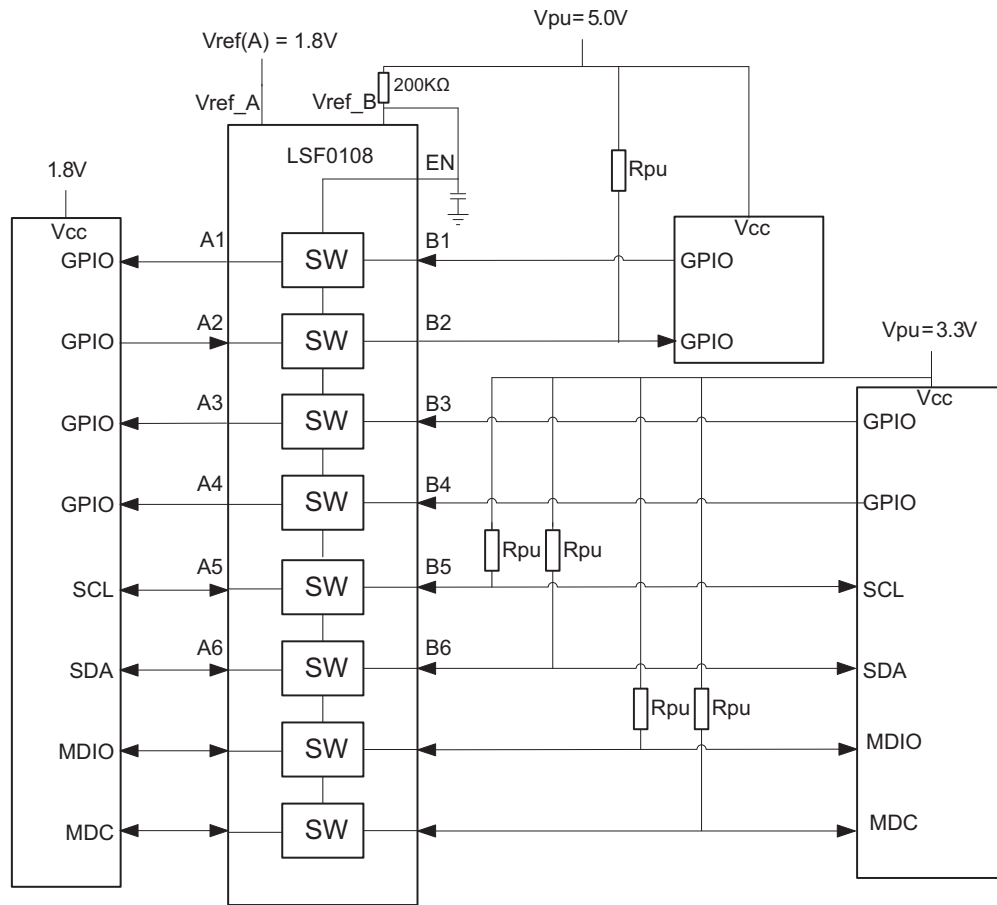 Vpu= 5.0V
Vref(A) = 1.8V
200KΩ
Vref_A
Vref_B
LSF0108
EN
Rpu
1.8V
Vcc
Vcc
A1
B1
GPIO
SW
GPIO
A2
B2
GPIO
SW
GPIO
Vpu=3.3V
Vcc
A3
B3
GPIO
SW
GPIO
A4
B4
GPIO
SW
GPIO
Rpu
Rpu
A5
B5
SCL
SW
SCL
A6
B6
SDA
SW
SDA
Rpu
Rpu
MDIO
SW
MDIO
MDC
SW
MDC